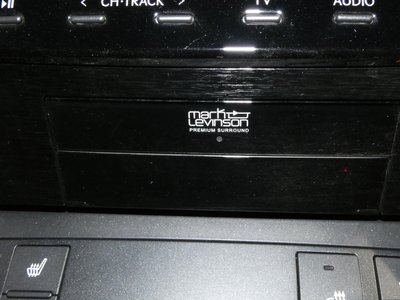 < CH·TRACK > TV AUDIO
mark
Levinson
PREMIUM SURROUND